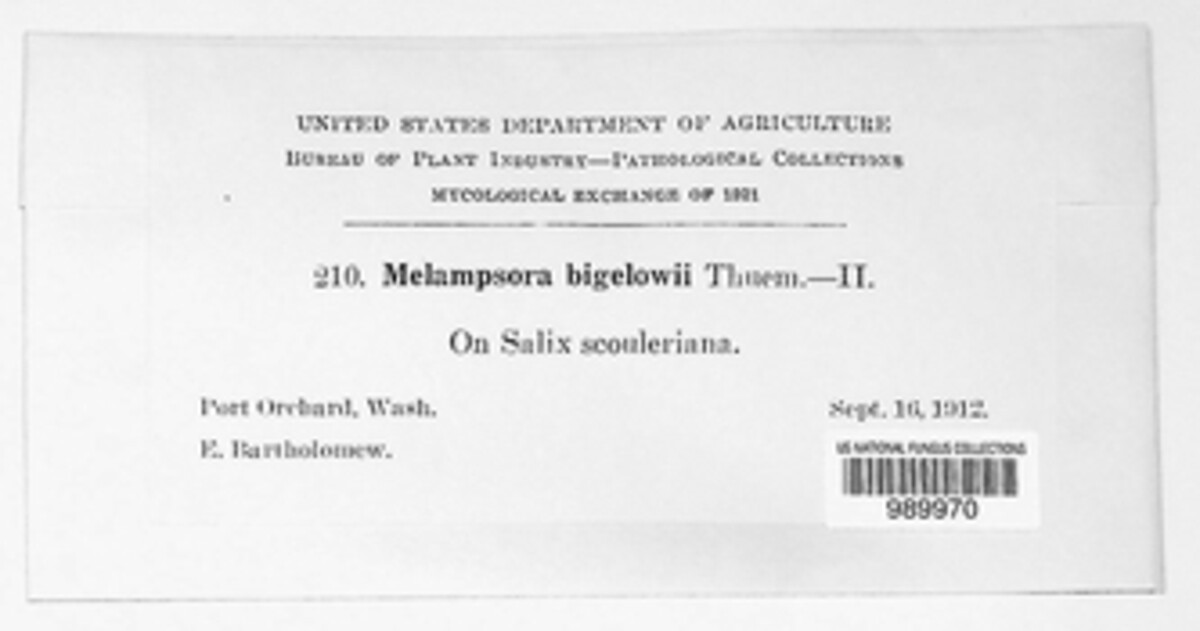 UNITED STATES DEPARTMENT OF AGRICULTURE
BUREAU OF PLANT INDUSTRY—PATHOLOGICAL COLLECTIONS
MYCOLOGICAL EXCHANGE OF 1921
210. Melampsora bigelowii Thuem.—II.
On Salix scouleriana.
Port Orchard, Wash.
Sept. 16, 1912.
E. Bartholomew.
US NATIONAL FUNGUS COLLECTIONS
989970